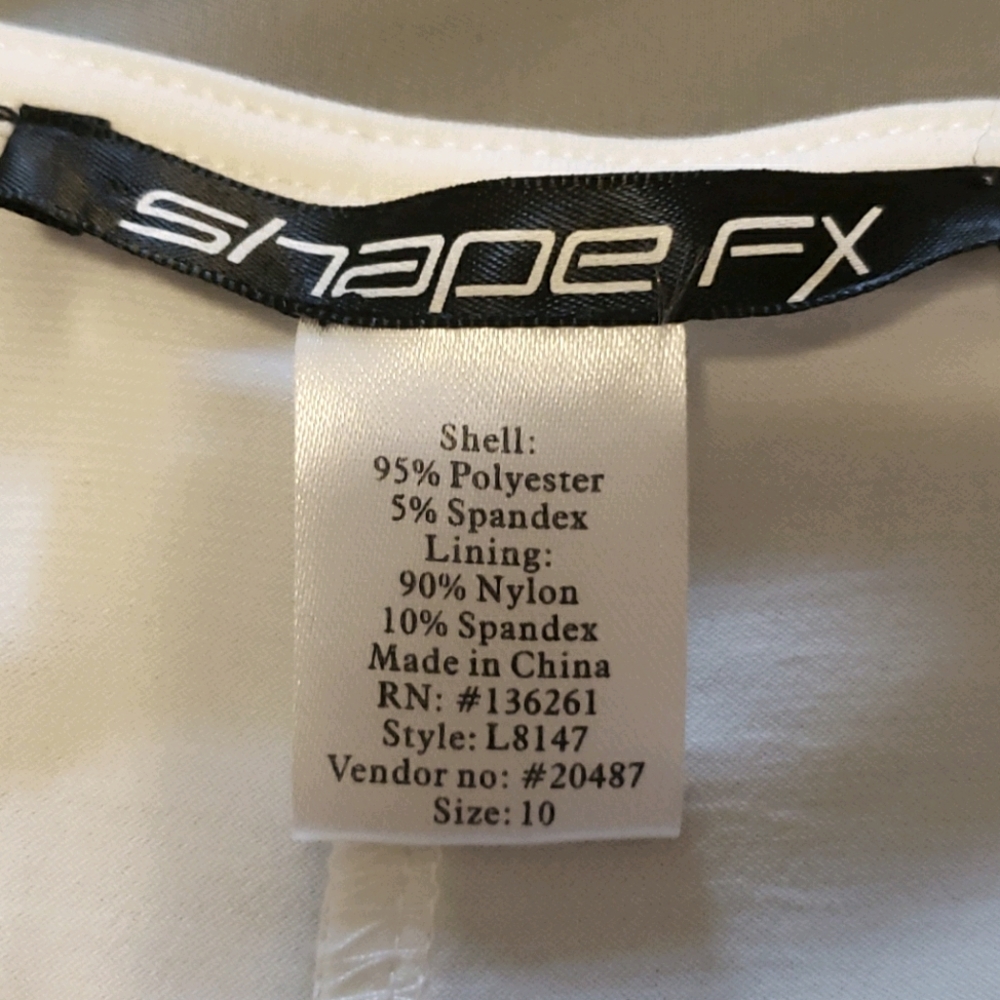 shape FX
Shell:
95% Polyester
5% Spandex
Lining:
90% Nylon
10% Spandex
Made in China
RN: #136261
Style: L8147
Vendor no: #20487
Size: 10